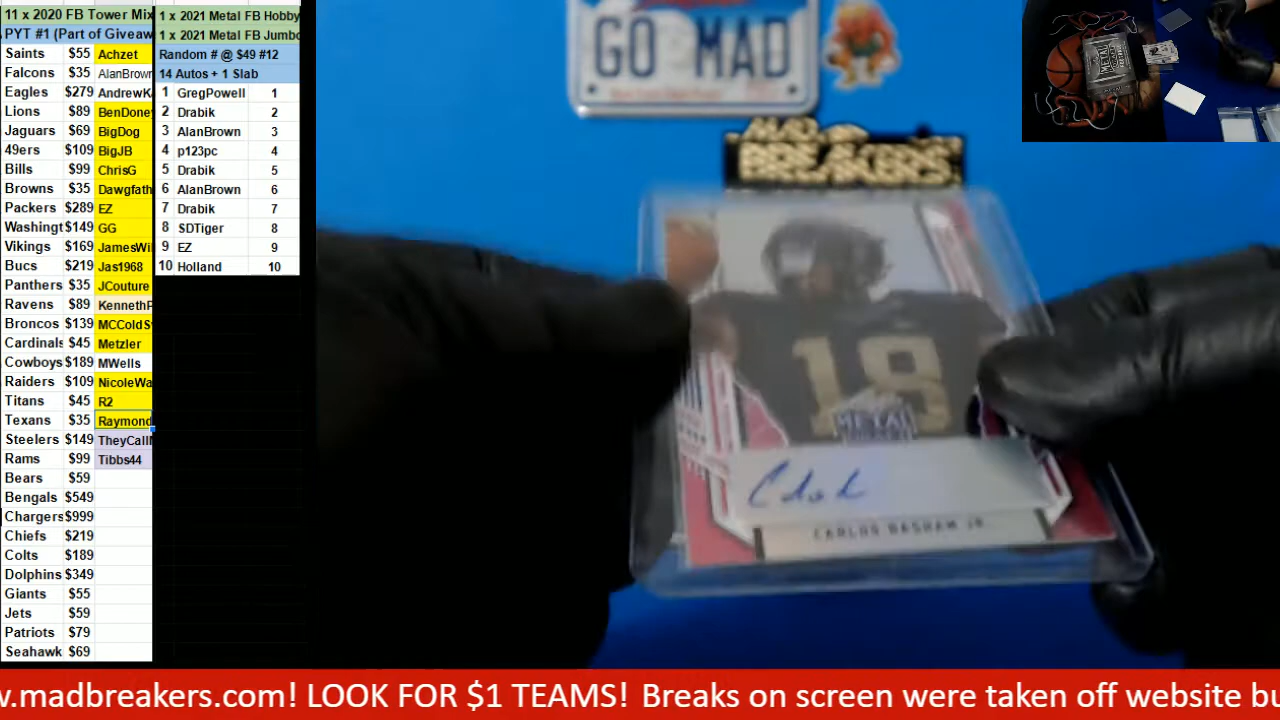 11 x 2020 FB Tower Mix
PYT #1 (Part of Giveaw
Saints $55 Achzet
Falcons $35 AlanBrown
Eagles $279 AndrewK
Lions $89 BenDoney
Jaguars $69 BigDog
49ers $109 BigJB
Bills $99 ChrisG
Browns $35 Dawgfath
Packers $289 EZ
Washingt $149 GG
Vikings $169 JamesWil
Bucs $219 Jas1968
Panthers $35 JCouture
Ravens $89 KennethP
Broncos $139 MCColdS
Cardinals $45 Metzler
Cowboys $189 MWells
Raiders $109 NicoleWa
Titans $45 R2
Texans $35 Raymond
Steelers $149 TheyCallM
Rams $99 Tibbs44
Bears $59
Bengals $549
Chargers $999
Chiefs $219
Colts $189
Dolphins $349
Giants $55
Jets $59
Patriots $79
Seahawk $69
1 x 2021 Metal FB Hobby
1 x 2021 Metal FB Jumbo
Random # @ $49 #12
14 Autos + 1 Slab
1 GregPowell 1
2 Drabik 2
3 AlanBrown 3
4 p123pc 4
5 Drabik 5
6 AlanBrown 6
7 Drabik 7
8 SDTiger 8
9 EZ 9
10 Holland 10
GO MAD
MAD
BREAKERS
18
METAL
CARLOS BASHAM JR.
w.madbreakers.com! LOOK FOR $1 TEAMS! Breaks on screen were taken off website bu